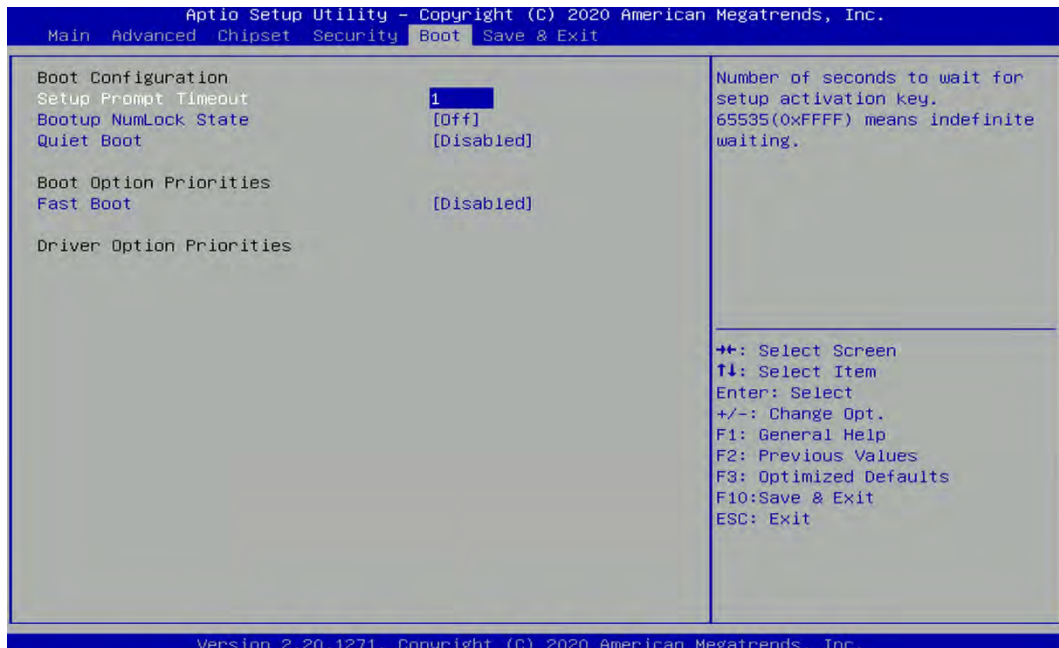 Aptio Setup Utility – Copyright (C) 2020 American Megatrends, Inc.
Main Advanced Chipset Security Boot Save & Exit
Boot Configuration
Setup Prompt Timeout 1
Bootup NumLock State [Off]
Quiet Boot [Disabled]
Boot Option Priorities
Fast Boot [Disabled]
Driver Option Priorities
Number of seconds to wait for
setup activation key.
65535(0xFFFF) means indefinite
waiting.
→←: Select Screen
↑↓: Select Item
Enter: Select
+/-: Change Opt.
F1: General Help
F2: Previous Values
F3: Optimized Defaults
F10:Save & Exit
ESC: Exit
Version 2.20.1271. Copyright (C) 2020 American Megatrends, Inc.